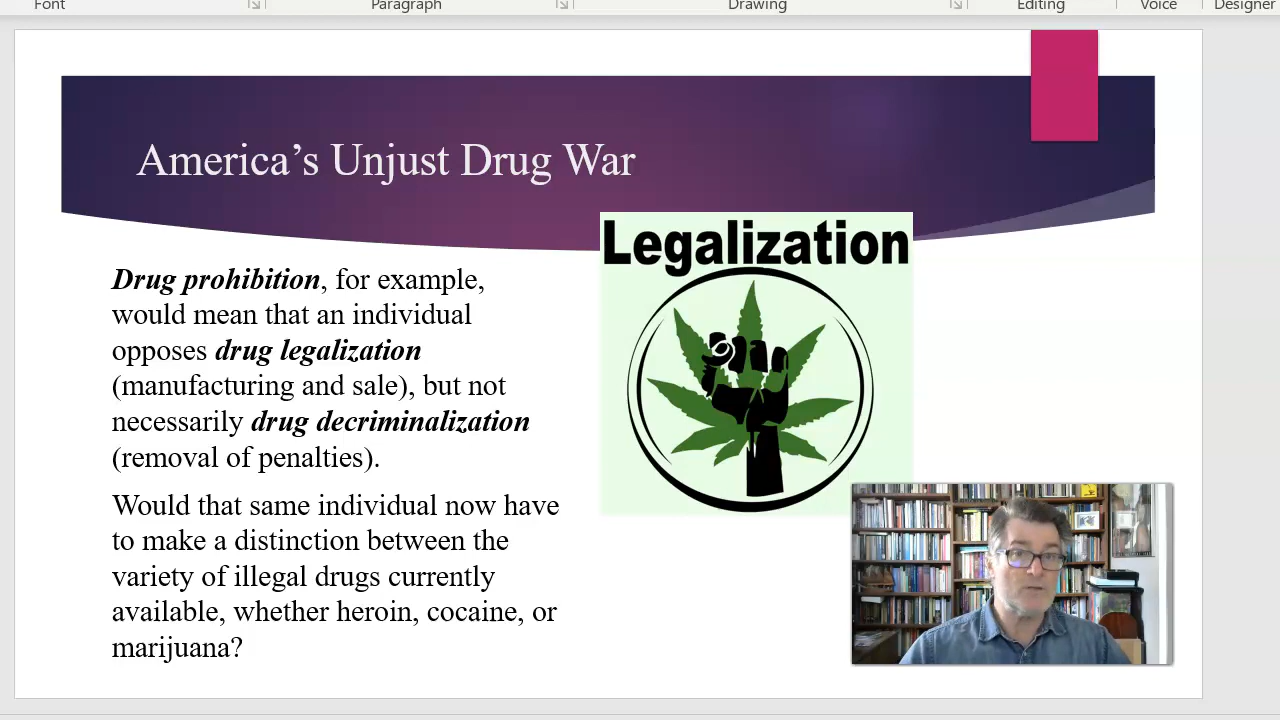 Font Paragraph Drawing Editing Voice Designer
America’s Unjust Drug War
Legalization
Drug prohibition, for example,
would mean that an individual
opposes drug legalization
(manufacturing and sale), but not
necessarily drug decriminalization
(removal of penalties).
Would that same individual now have
to make a distinction between the
variety of illegal drugs currently
available, whether heroin, cocaine, or
marijuana?